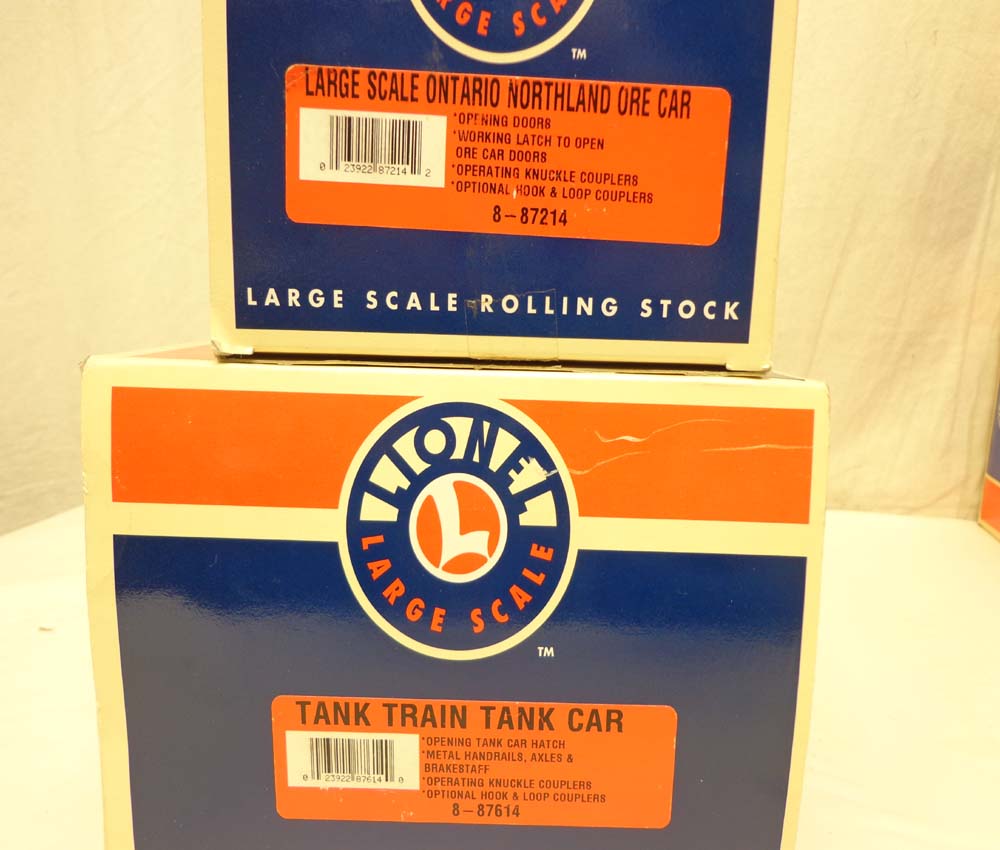 LARGE SCALE
TM
LARGE SCALE ONTARIO NORTHLAND ORE CAR
*OPENING DOORS
*WORKING LATCH TO OPEN
ORE CAR DOORS
*OPERATING KNUCKLE COUPLERS
*OPTIONAL HOOK & LOOP COUPLERS
0 23922 87214 2
8-87214
LARGE SCALE ROLLING STOCK
LIONEL
L
LARGE SCALE
TM
TANK TRAIN TANK CAR
*OPENING TANK CAR HATCH
*METAL HANDRAILS, AXLES &
BRAKESTAFF
*OPERATING KNUCKLE COUPLERS
*OPTIONAL HOOK & LOOP COUPLERS
0 23922 87614 0
8-87614